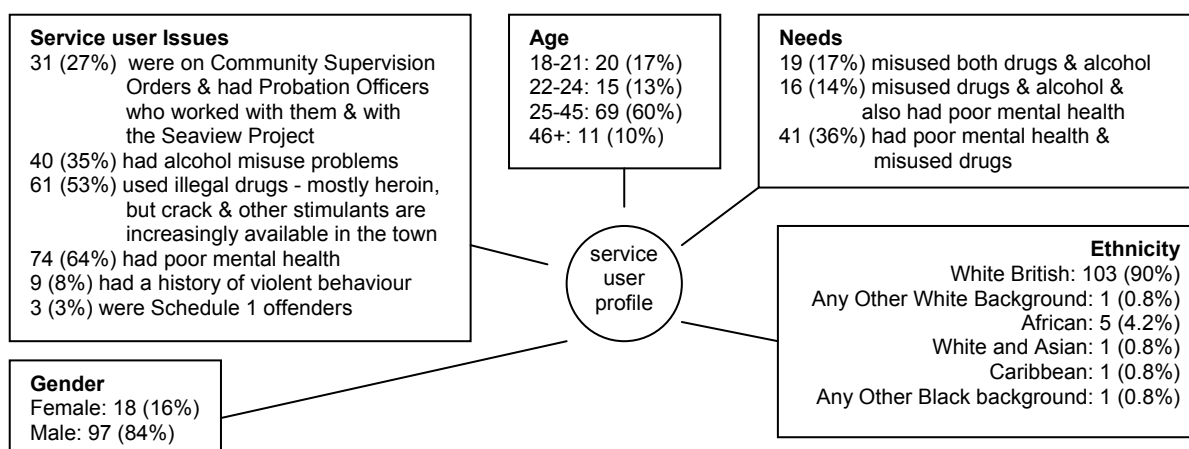 Service user Issues
31 (27%) were on Community Supervision
Orders & had Probation Officers
who worked with them & with
the Seaview Project
40 (35%) had alcohol misuse problems
61 (53%) used illegal drugs - mostly heroin,
but crack & other stimulants are
increasingly available in the town
74 (64%) had poor mental health
9 (8%) had a history of violent behaviour
3 (3%) were Schedule 1 offenders
Age
18-21: 20 (17%)
22-24: 15 (13%)
25-45: 69 (60%)
46+: 11 (10%)
Needs
19 (17%) misused both drugs & alcohol
16 (14%) misused drugs & alcohol &
also had poor mental health
41 (36%) had poor mental health &
misused drugs
service
user
profile
Ethnicity
White British: 103 (90%)
Any Other White Background: 1 (0.8%)
African: 5 (4.2%)
White and Asian: 1 (0.8%)
Caribbean: 1 (0.8%)
Any Other Black background: 1 (0.8%)
Gender
Female: 18 (16%)
Male: 97 (84%)